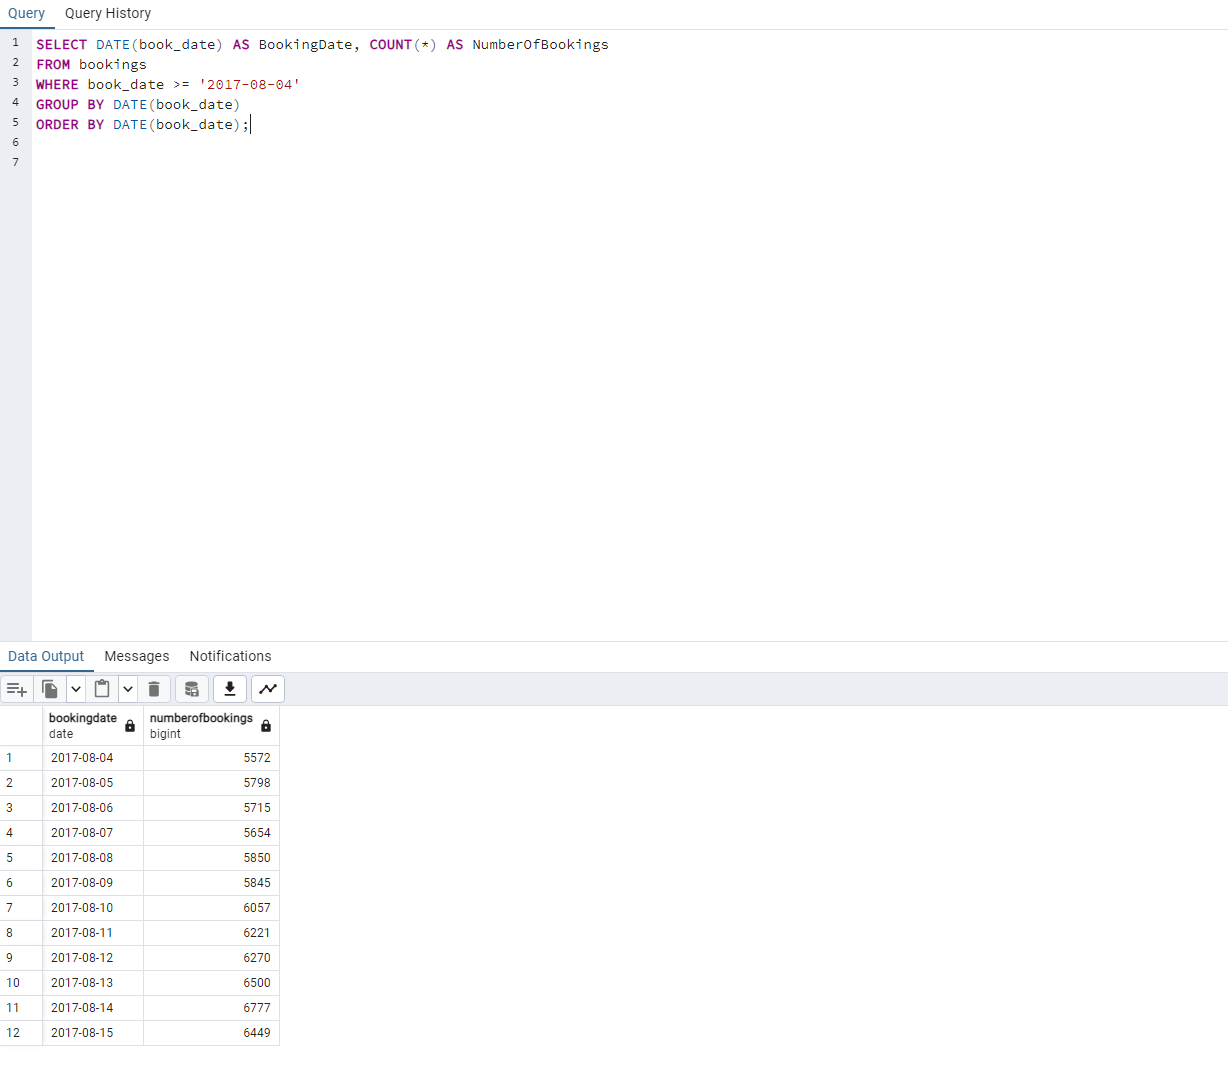 Query Query History
1 SELECT DATE(book_date) AS BookingDate, COUNT(*) AS NumberOfBookings
2 FROM bookings
3 WHERE book_date >= '2017-08-04'
4 GROUP BY DATE(book_date)
5 ORDER BY DATE(book_date);
6
7
Data Output Messages Notifications
bookingdate numberofbookings
date bigint
1 2017-08-04 5572
2 2017-08-05 5798
3 2017-08-06 5715
4 2017-08-07 5654
5 2017-08-08 5850
6 2017-08-09 5845
7 2017-08-10 6057
8 2017-08-11 6221
9 2017-08-12 6270
10 2017-08-13 6500
11 2017-08-14 6777
12 2017-08-15 6449